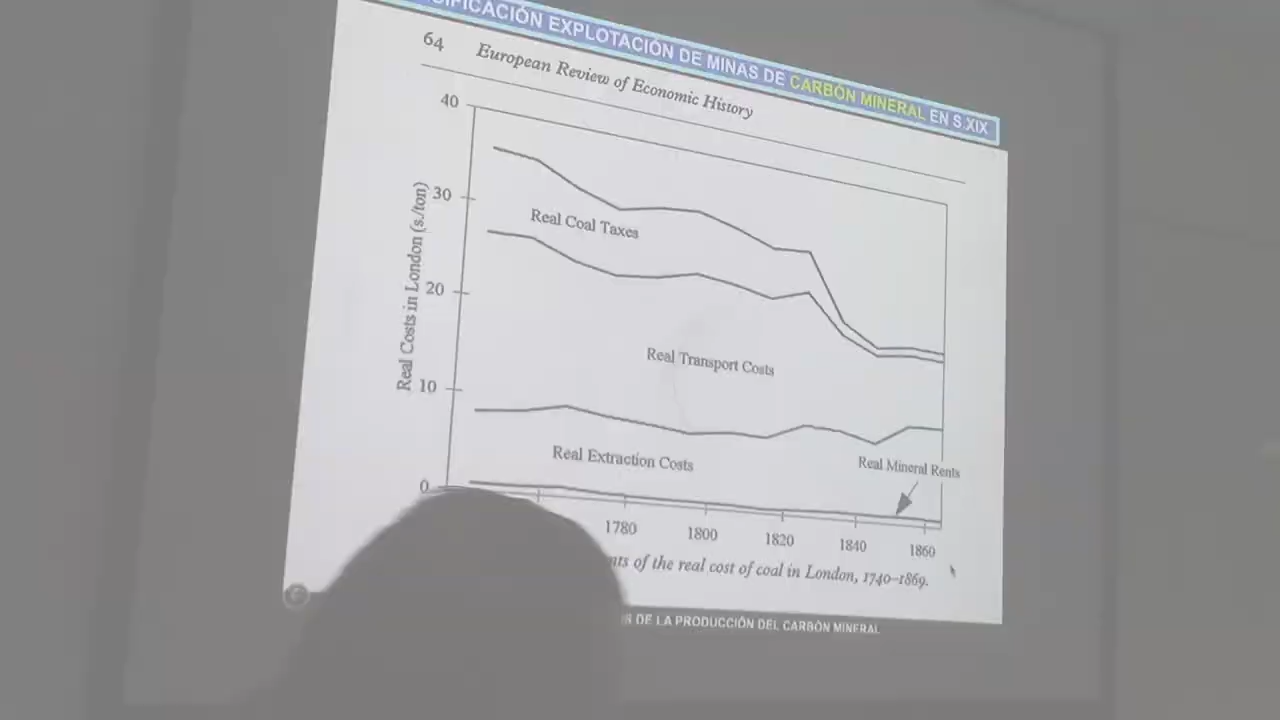 EXPLOTACIÓN DE MINAS DE CARBÓN MINERAL EN S.XIX
64 European Review of Economic History
40
30
20
10
0
Real Costs in London (s./ton)
Real Coal Taxes
Real Transport Costs
Real Extraction Costs
Real Mineral Rents
1780 1800 1820 1840 1860
of the real cost of coal in London, 1740–1869.
DE LA PRODUCCIÓN DEL CARBÓN MINERAL